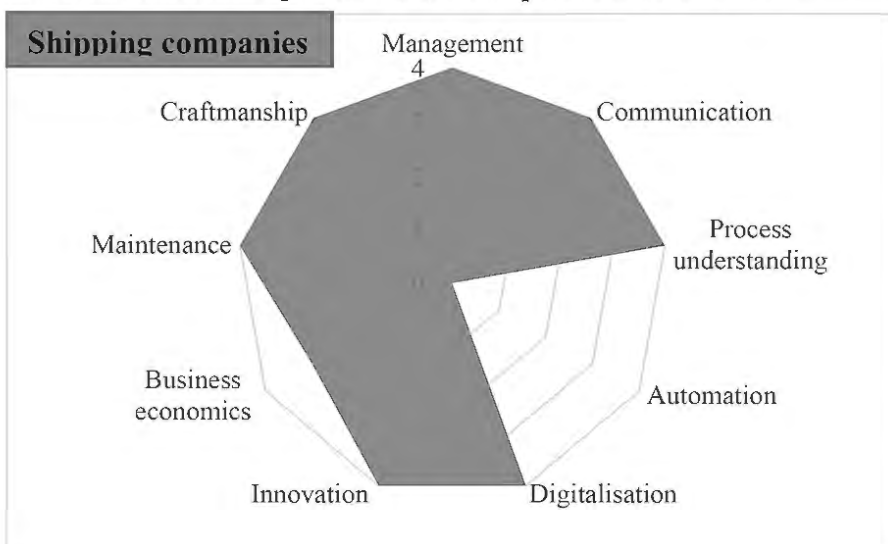 Shipping companies
Management
4
Craftmanship
Communication
Maintenance
Process
understanding
Business
economics
Automation
Innovation
Digitalisation